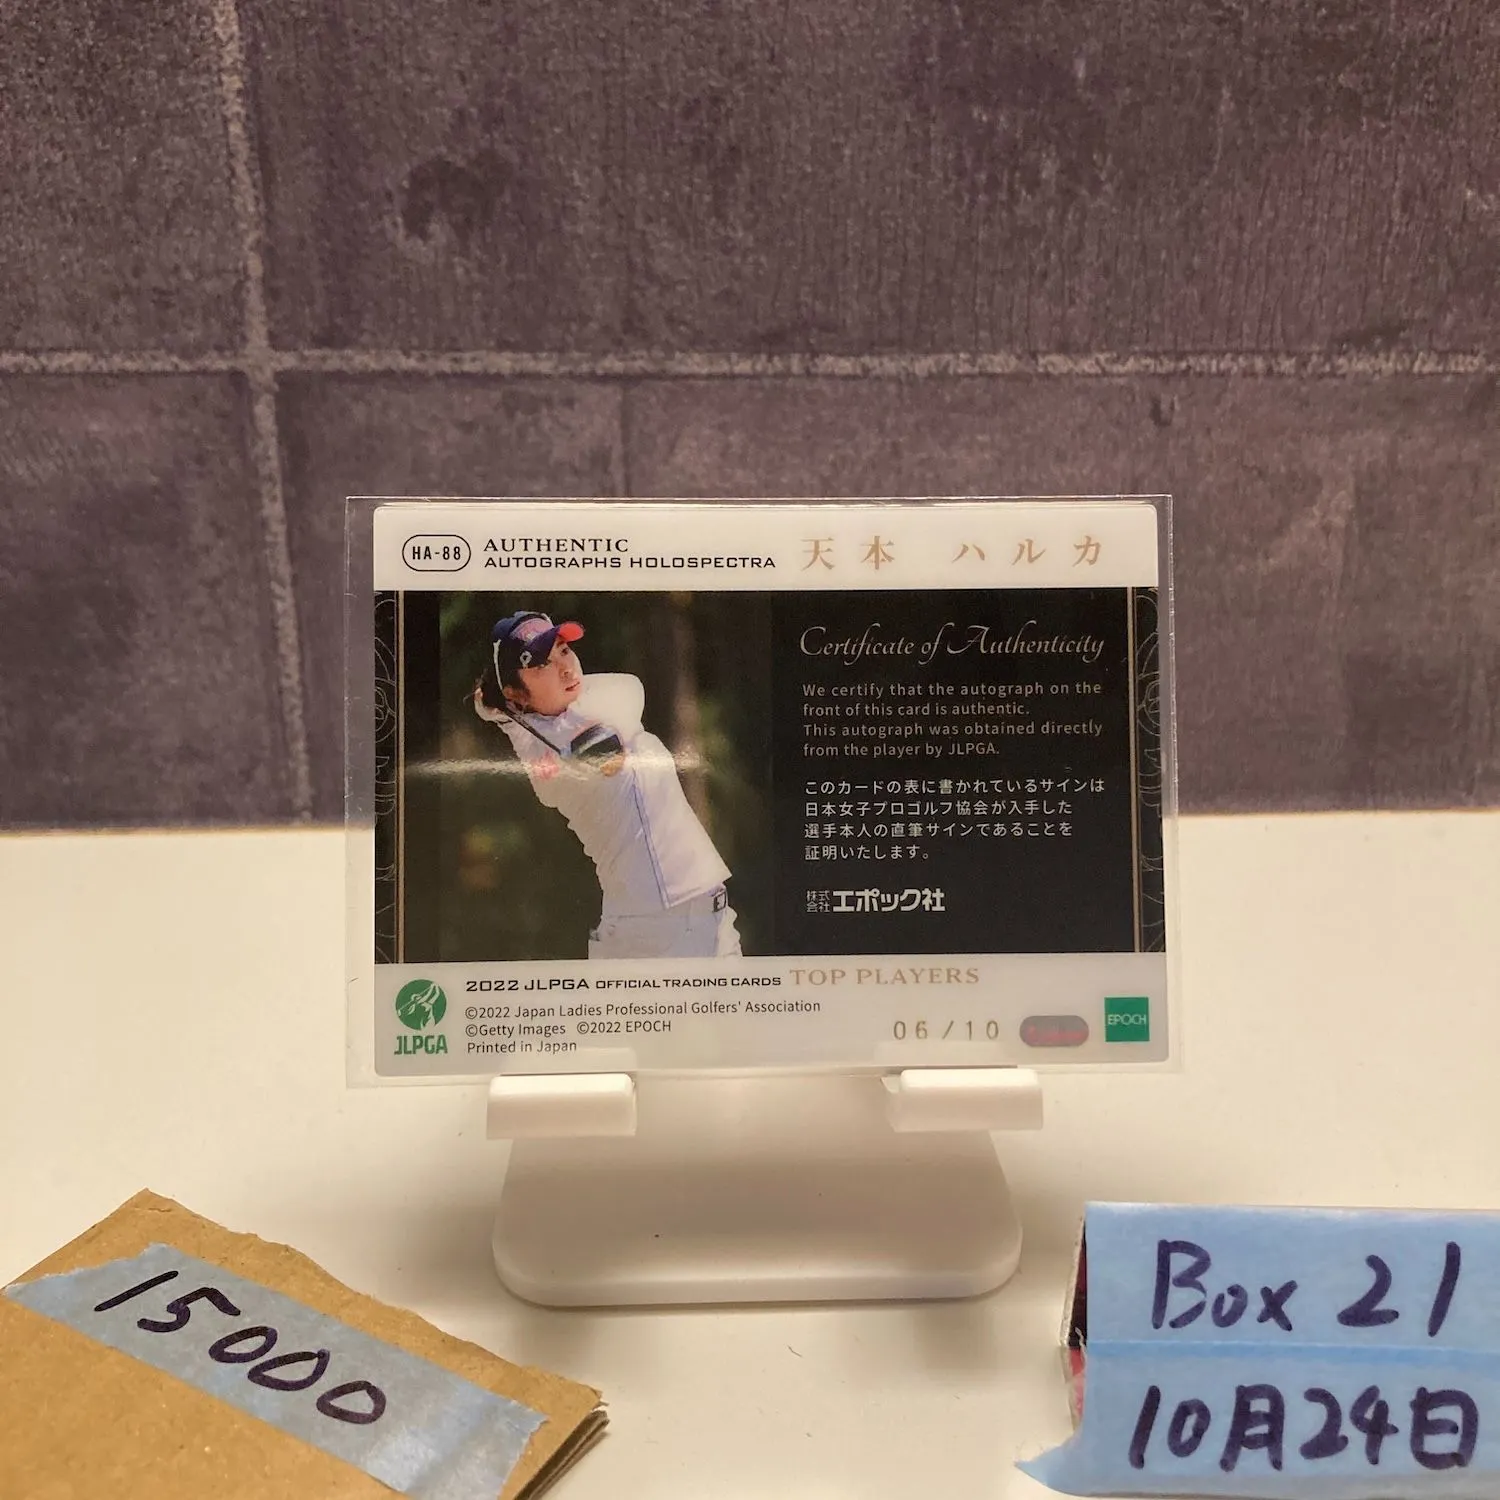 HA-88
AUTHENTIC
AUTOGRAPHS HOLOSPECTRA
天本 ハルカ
Certificate of Authenticity
We certify that the autograph on the
front of this card is authentic.
This autograph was obtained directly
from the player by JLPGA.
このカードの表に書かれているサインは
日本女子プロゴルフ協会が入手した
選手本人の直筆サインであることを
証明いたします。
株式会社エポック社
JLPGA
2022 JLPGA OFFICIAL TRADING CARDS TOP PLAYERS
©2022 Japan Ladies Professional Golfers' Association
©Getty Images ©2022 EPOCH
Printed in Japan
06/10
EPOCH
15000
Box 21
10月24日